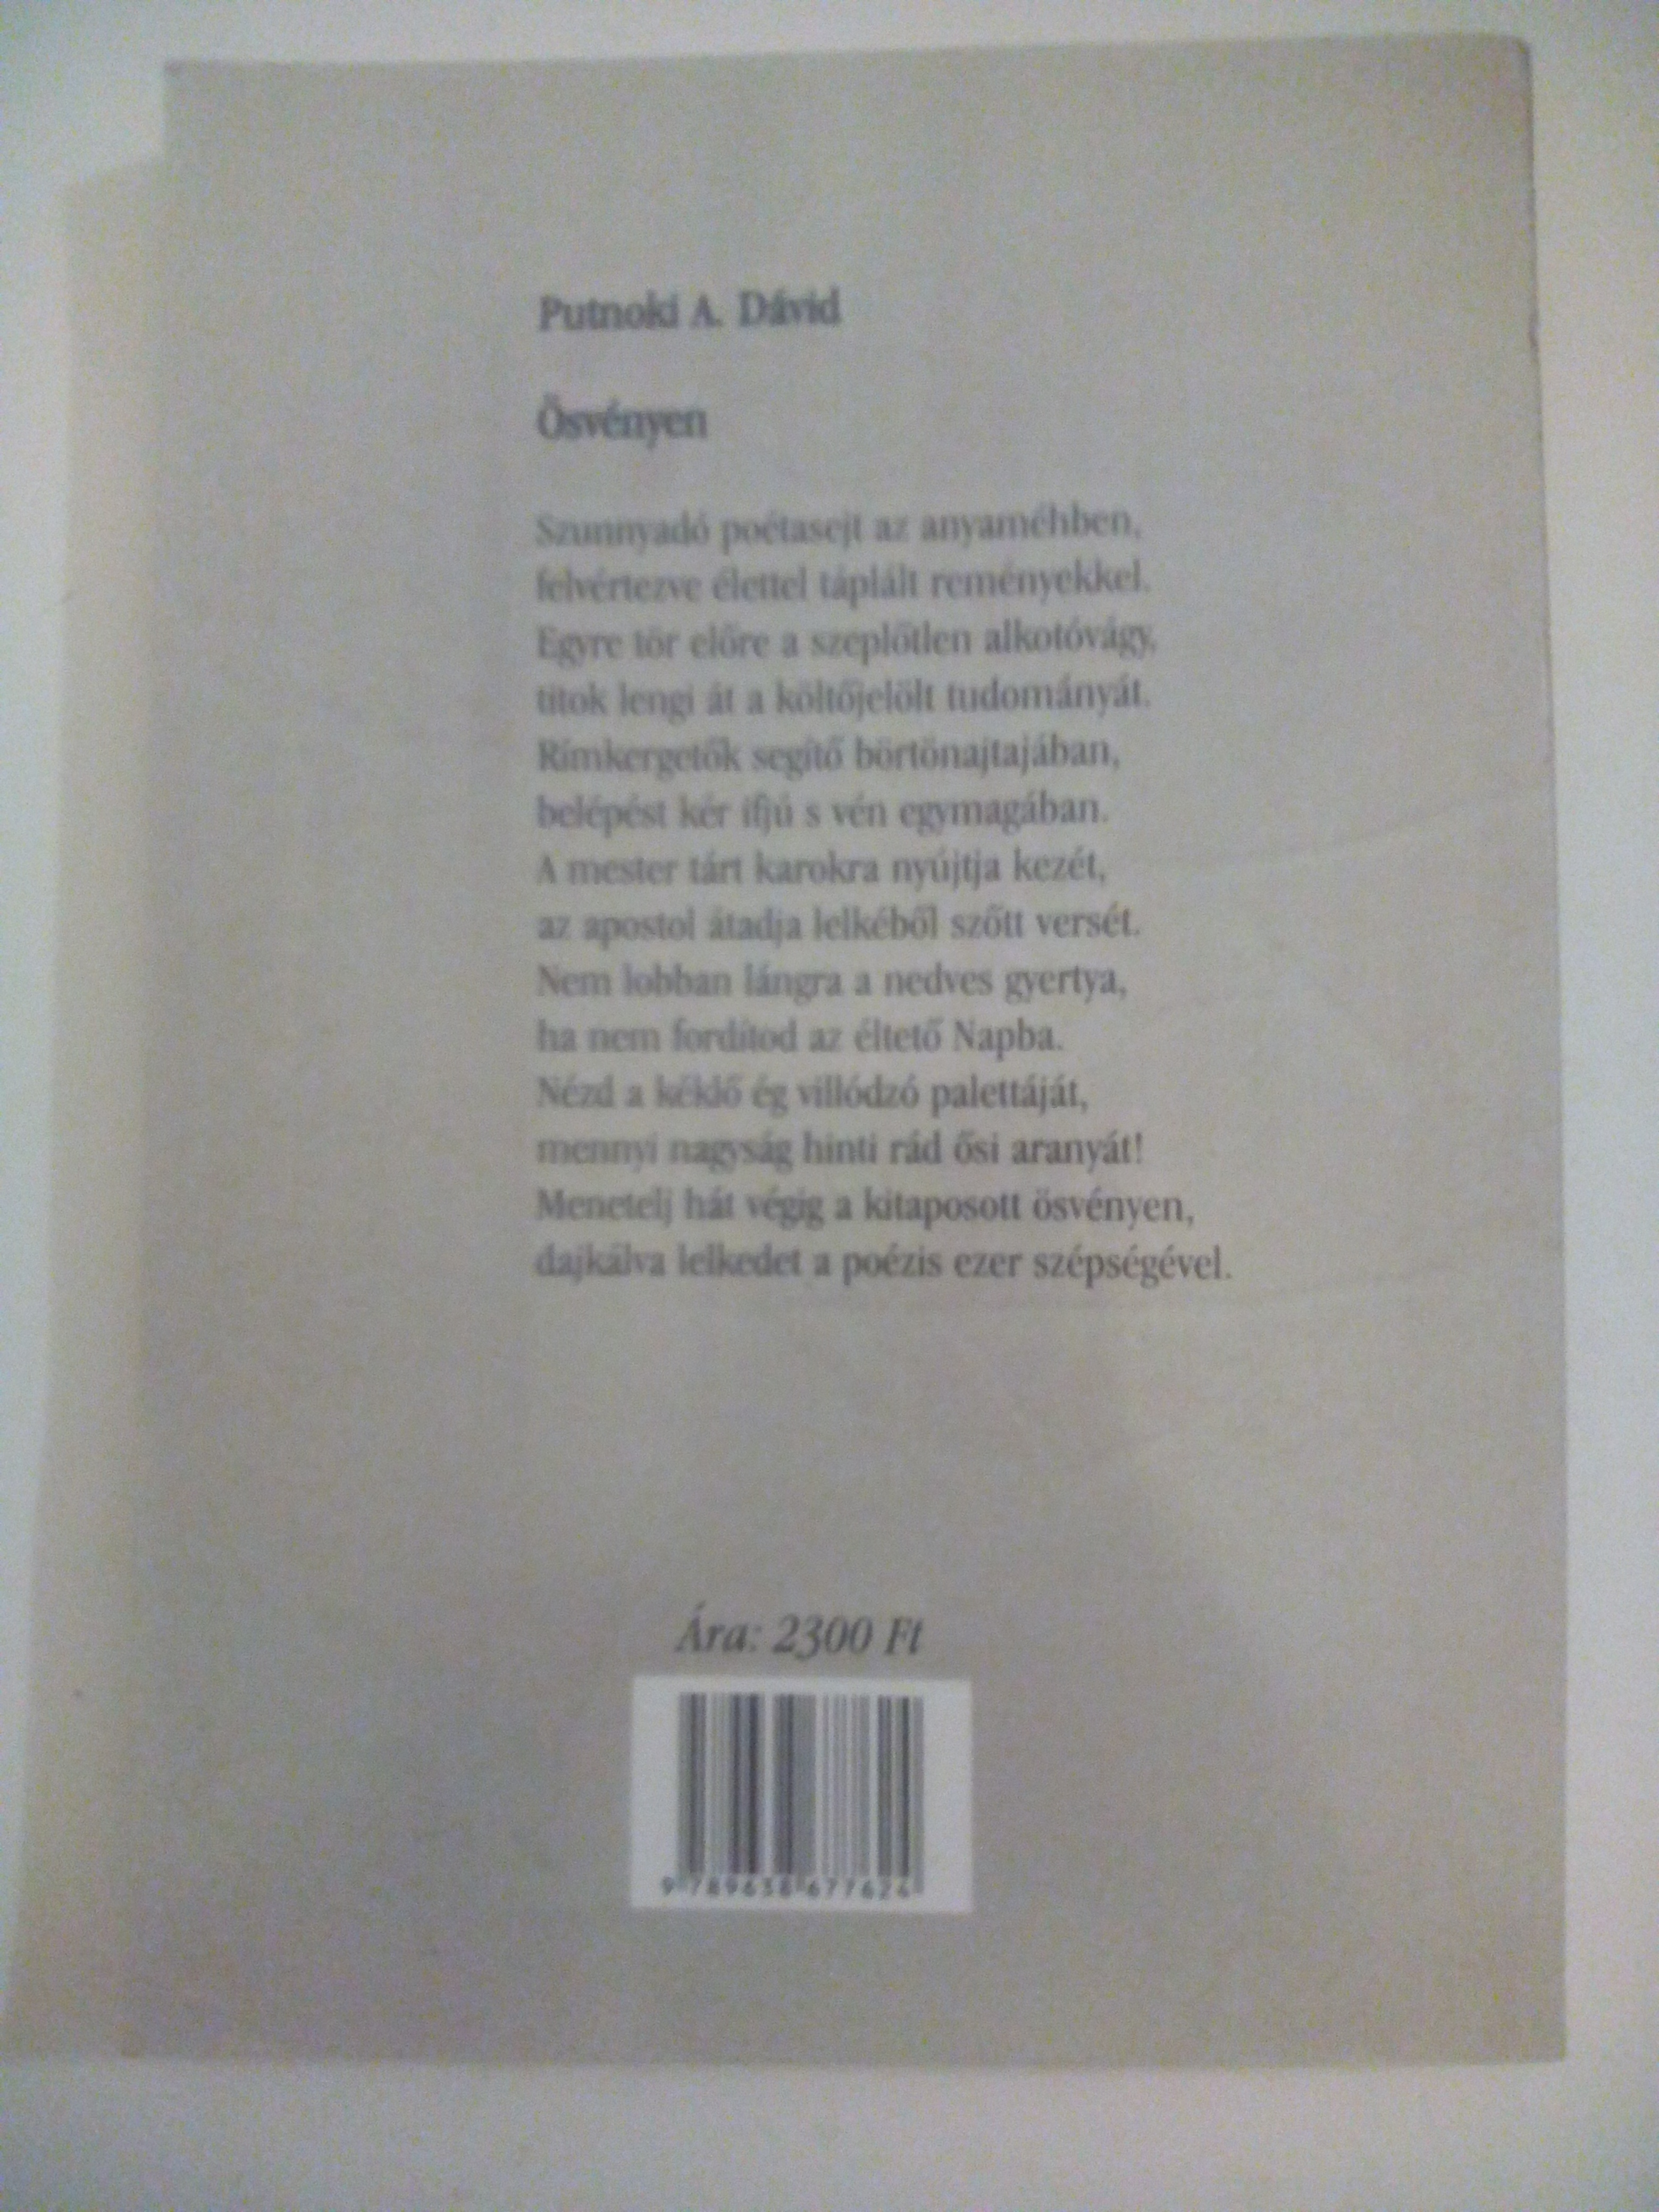 Putnoki A. Dávid
Ösvényen
Szunnyadó poétasejt az anyaméhben,
felvértezve élettel táplált reményekkel.
Egyre tör előre a szeplőtlen alkotóvágy,
titok lengi át a költőjelölt tudományát.
Rímkergetők segítő börtönajtajában,
belépést kér ifjú s vén egymagában.
A mester tárt karokra nyújtja kezét,
az apostol átadja lelkéből szőtt versét.
Nem lobban lángra a nedves gyertya,
ha nem fordítod az éltető Napba.
Nézd a kéklő ég villódzó palettáját,
mennyi nagyság hinti rád ősi aranyát!
Menetelj hát végig a kitaposott ösvényen,
dajkálva lelkedet a poézis ezer szépségével.
Ára: 2300 Ft
9 789638 677624